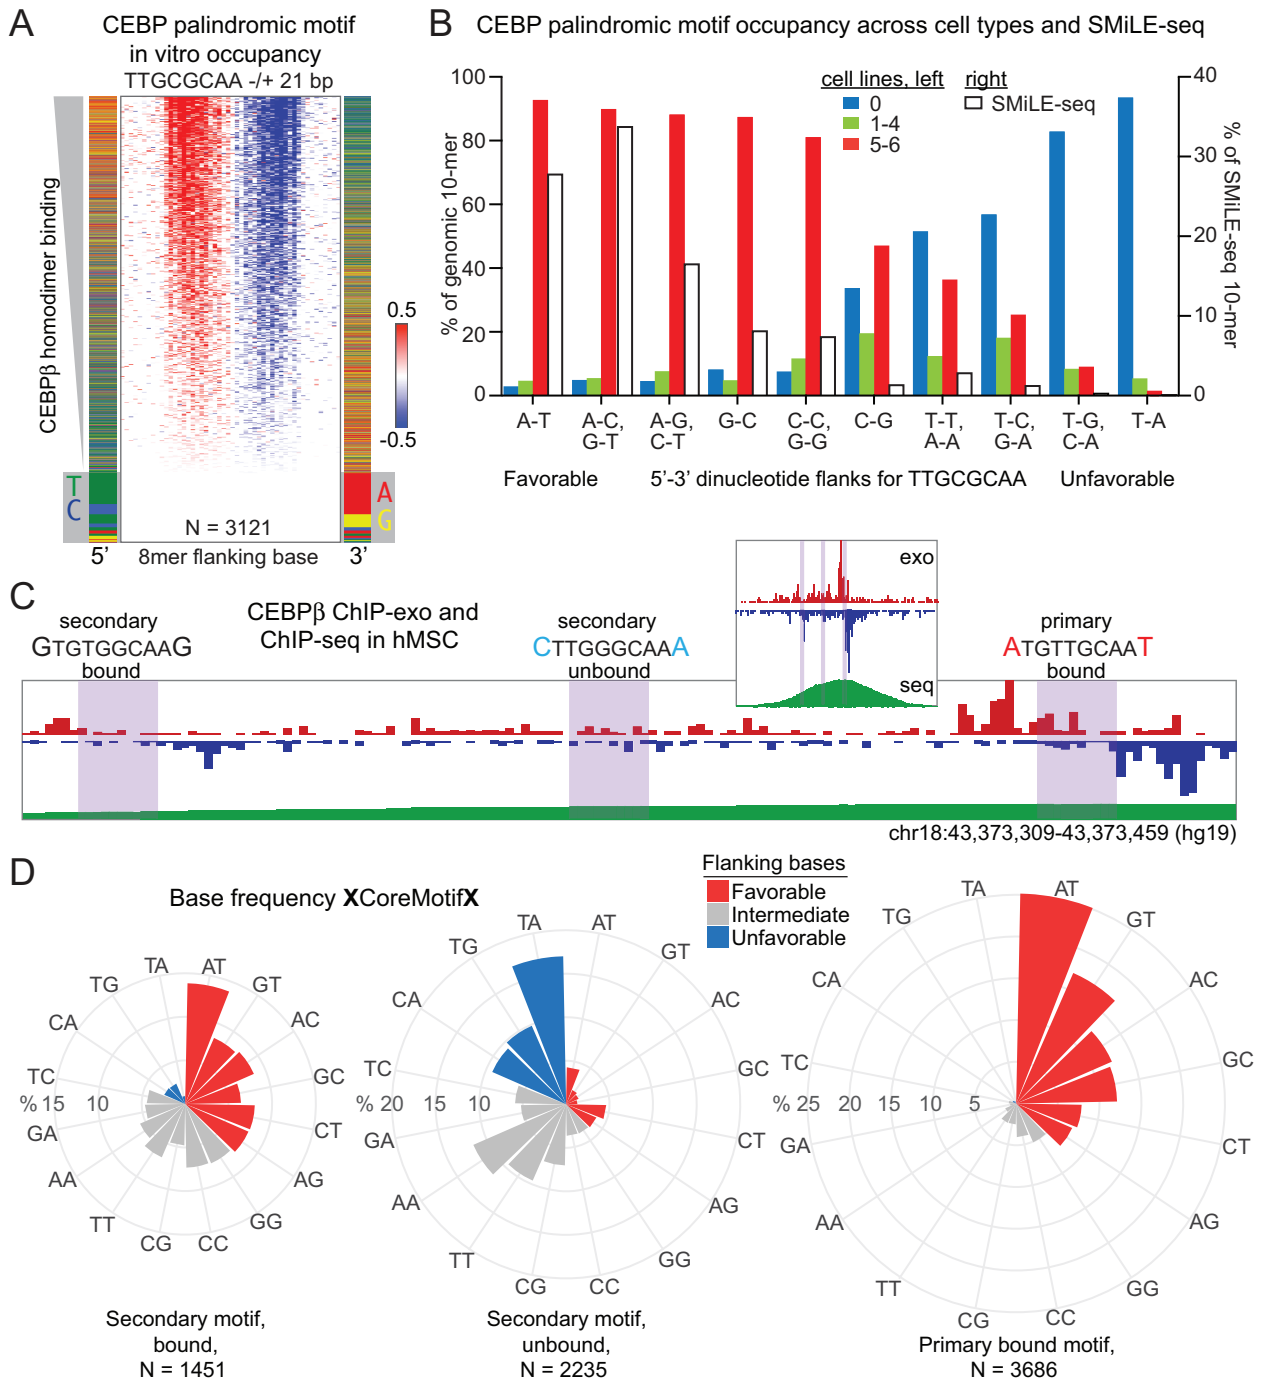 A
CEBP palindromic motif
in vitro occupancy
TTGCGCAA -/+ 21 bp
CEBPβ homodimer binding
0.5
-0.5
T
C
A
G
N = 3121
5’
8mer flanking base
3’
B
CEBP palindromic motif occupancy across cell types and SMiLE-seq
cell lines, left
right
0
1-4
5-6
SMiLE-seq
% of genomic 10-mer
100
80
60
40
20
0
% of SMiLE-seq 10-mer
40
30
20
10
0
A-T
A-C,
G-T
A-G,
C-T
G-C
C-C,
G-G
C-G
T-T,
A-A
T-C,
G-A
T-G,
C-A
T-A
Favorable
5’-3’ dinucleotide flanks for TTGCGCAA
Unfavorable
C
CEBPβ ChIP-exo and
ChIP-seq in hMSC
secondary
GTGTGGCAAG
bound
secondary
CTTGGGCAAA
unbound
exo
seq
primary
ATGTTGCAAT
bound
chr18:43,373,309-43,373,459 (hg19)
D
Base frequency XCoreMotifX
Flanking bases
Favorable
Intermediate
Unfavorable
TA
AT
GT
AC
GC
CT
AG
GG
CC
CG
TT
AA
GA
TC
CA
TG
% 15
10
Secondary motif,
bound,
N = 1451
TA
AT
GT
AC
GC
CT
AG
GG
CC
CG
TT
AA
GA
TC
CA
TG
% 20
15
10
Secondary motif,
unbound,
N = 2235
TA
AT
GT
AC
GC
CT
AG
GG
CC
CG
TT
AA
GA
TC
CA
TG
% 25
20
15
10
5
Primary bound motif,
N = 3686